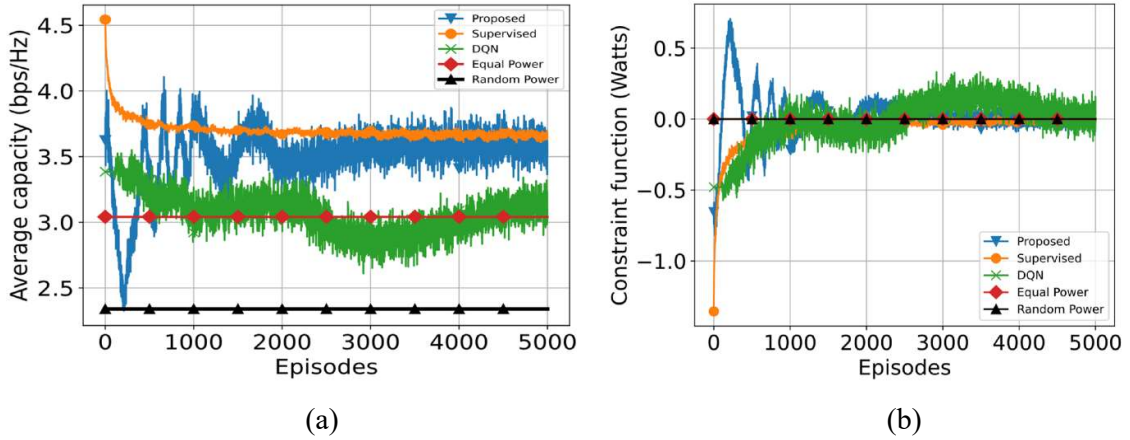 Average capacity (bps/Hz)
4.5
4.0
3.5
3.0
2.5
0
1000
2000
3000
4000
5000
Episodes
Proposed
Supervised
DQN
Equal Power
Random Power
(a)
Constraint function (Watts)
0.5
0.0
−0.5
−1.0
0
1000
2000
3000
4000
5000
Episodes
Proposed
Supervised
DQN
Equal Power
Random Power
(b)